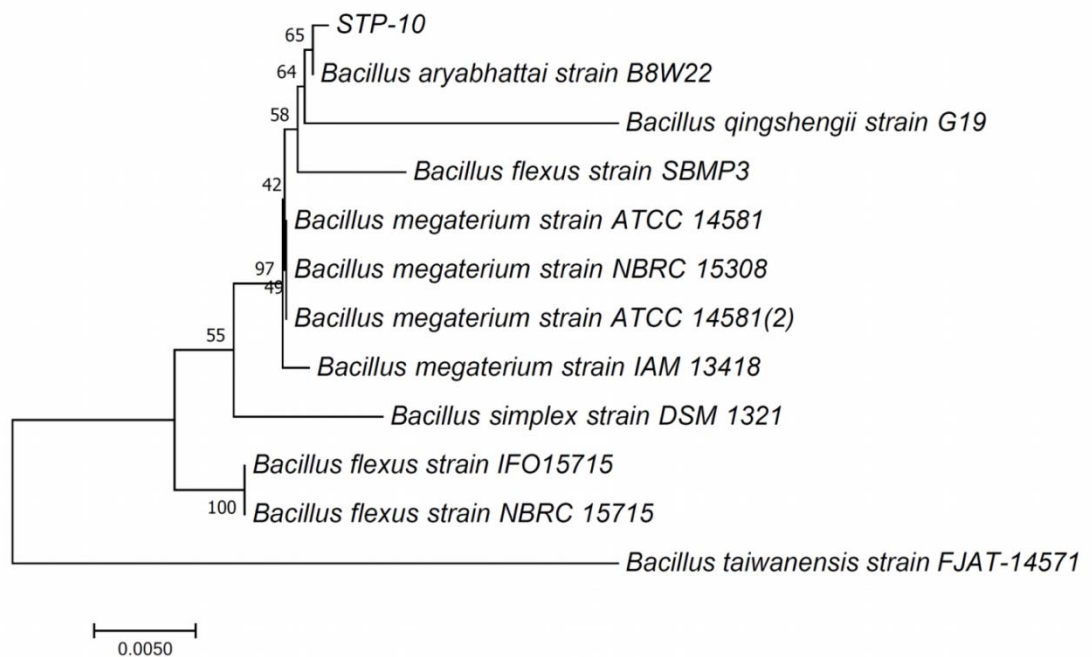 65
STP-10
64
Bacillus aryabhattai strain B8W22
58
Bacillus qingshengii strain G19
Bacillus flexus strain SBMP3
42
Bacillus megaterium strain ATCC 14581
97
Bacillus megaterium strain NBRC 15308
49
Bacillus megaterium strain ATCC 14581(2)
55
Bacillus megaterium strain IAM 13418
Bacillus simplex strain DSM 1321
Bacillus flexus strain IFO15715
100
Bacillus flexus strain NBRC 15715
Bacillus taiwanensis strain FJAT-14571
0.0050